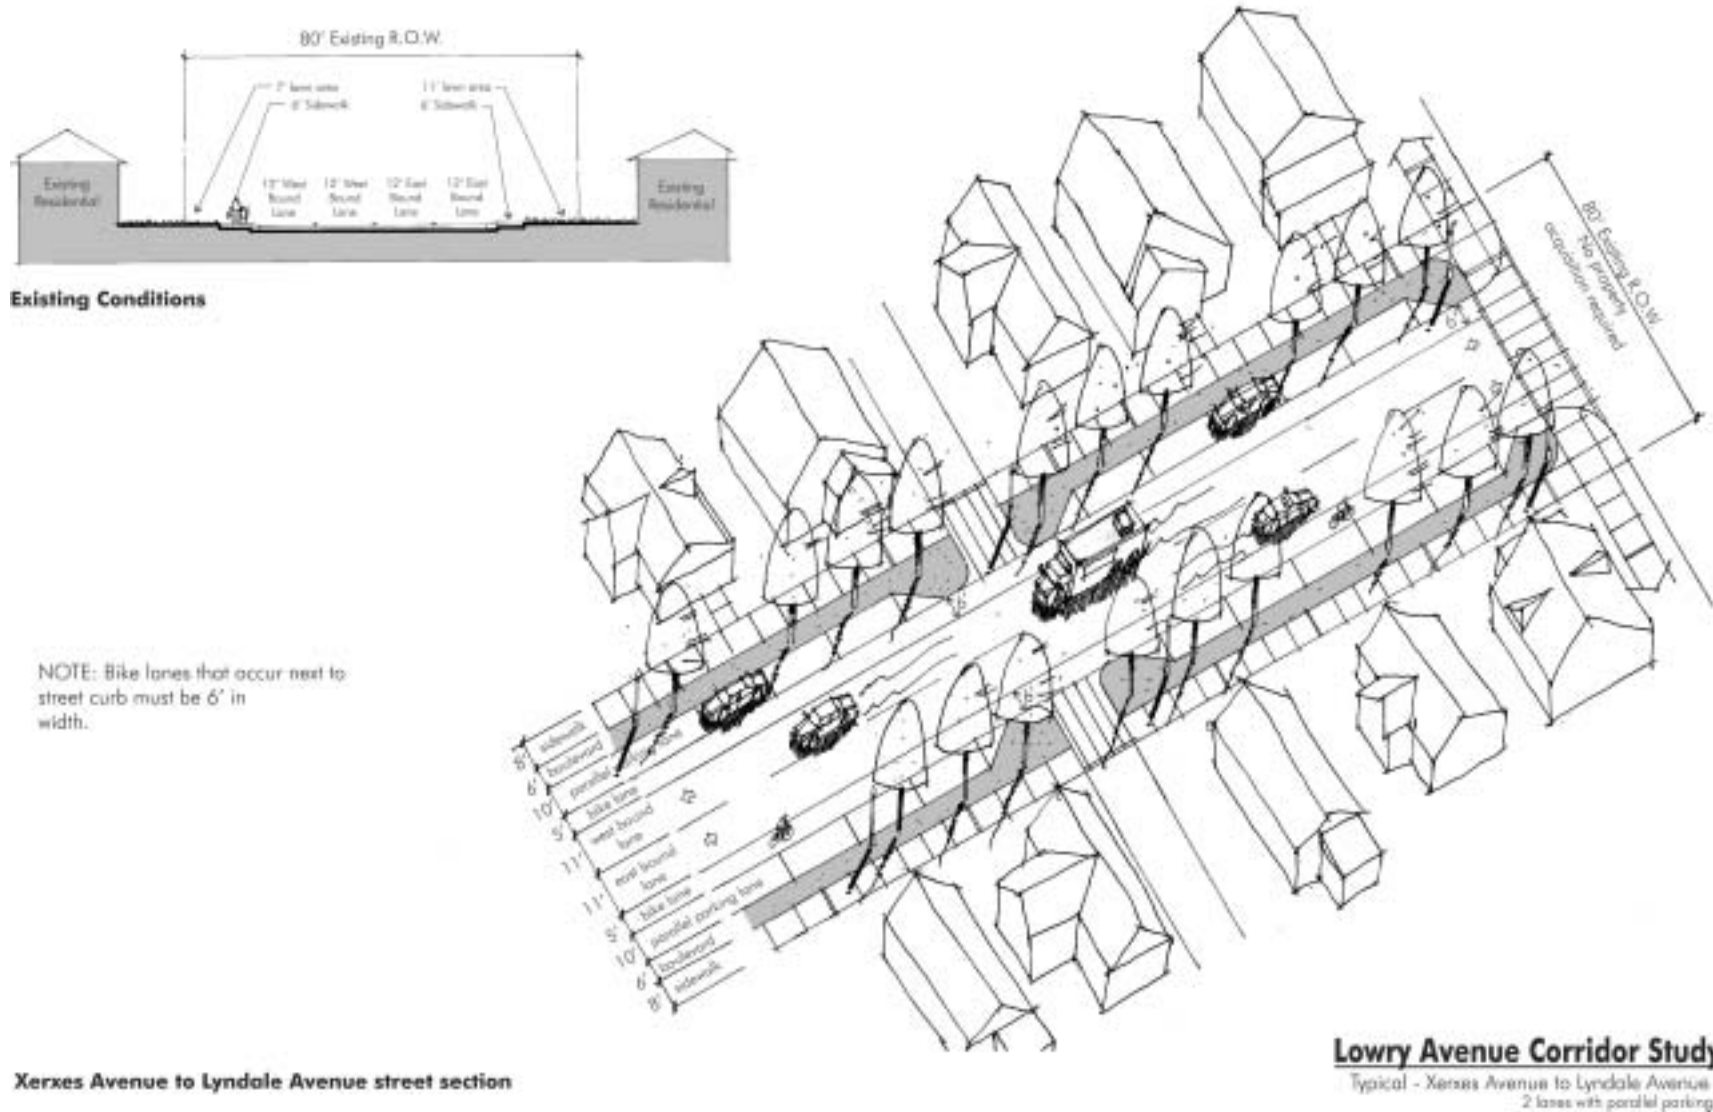 80' Existing R.O.W.
7' lawn area
6' Sidewalk
11' lawn area
6' Sidewalk
Existing
Residential
12' West
Bound
Lane
12' West
Bound
Lane
12' East
Bound
Lane
12' East
Bound
Lane
Existing
Residential
Existing Conditions
80' Existing R.O.W
No property
acquisition required
NOTE: Bike lanes that occur next to
street curb must be 6' in
width.
8' sidewalk
6' boulevard
10' parallel parking lane
5' bike lane
11' west bound
lane
11' east bound
lane
5' bike lane
10' parallel parking lane
6' boulevard
8' sidewalk
6'
6'
6'
Xerxes Avenue to Lyndale Avenue street section
Lowry Avenue Corridor Study
Typical - Xerxes Avenue to Lyndale Avenue
2 lanes with parallel parking